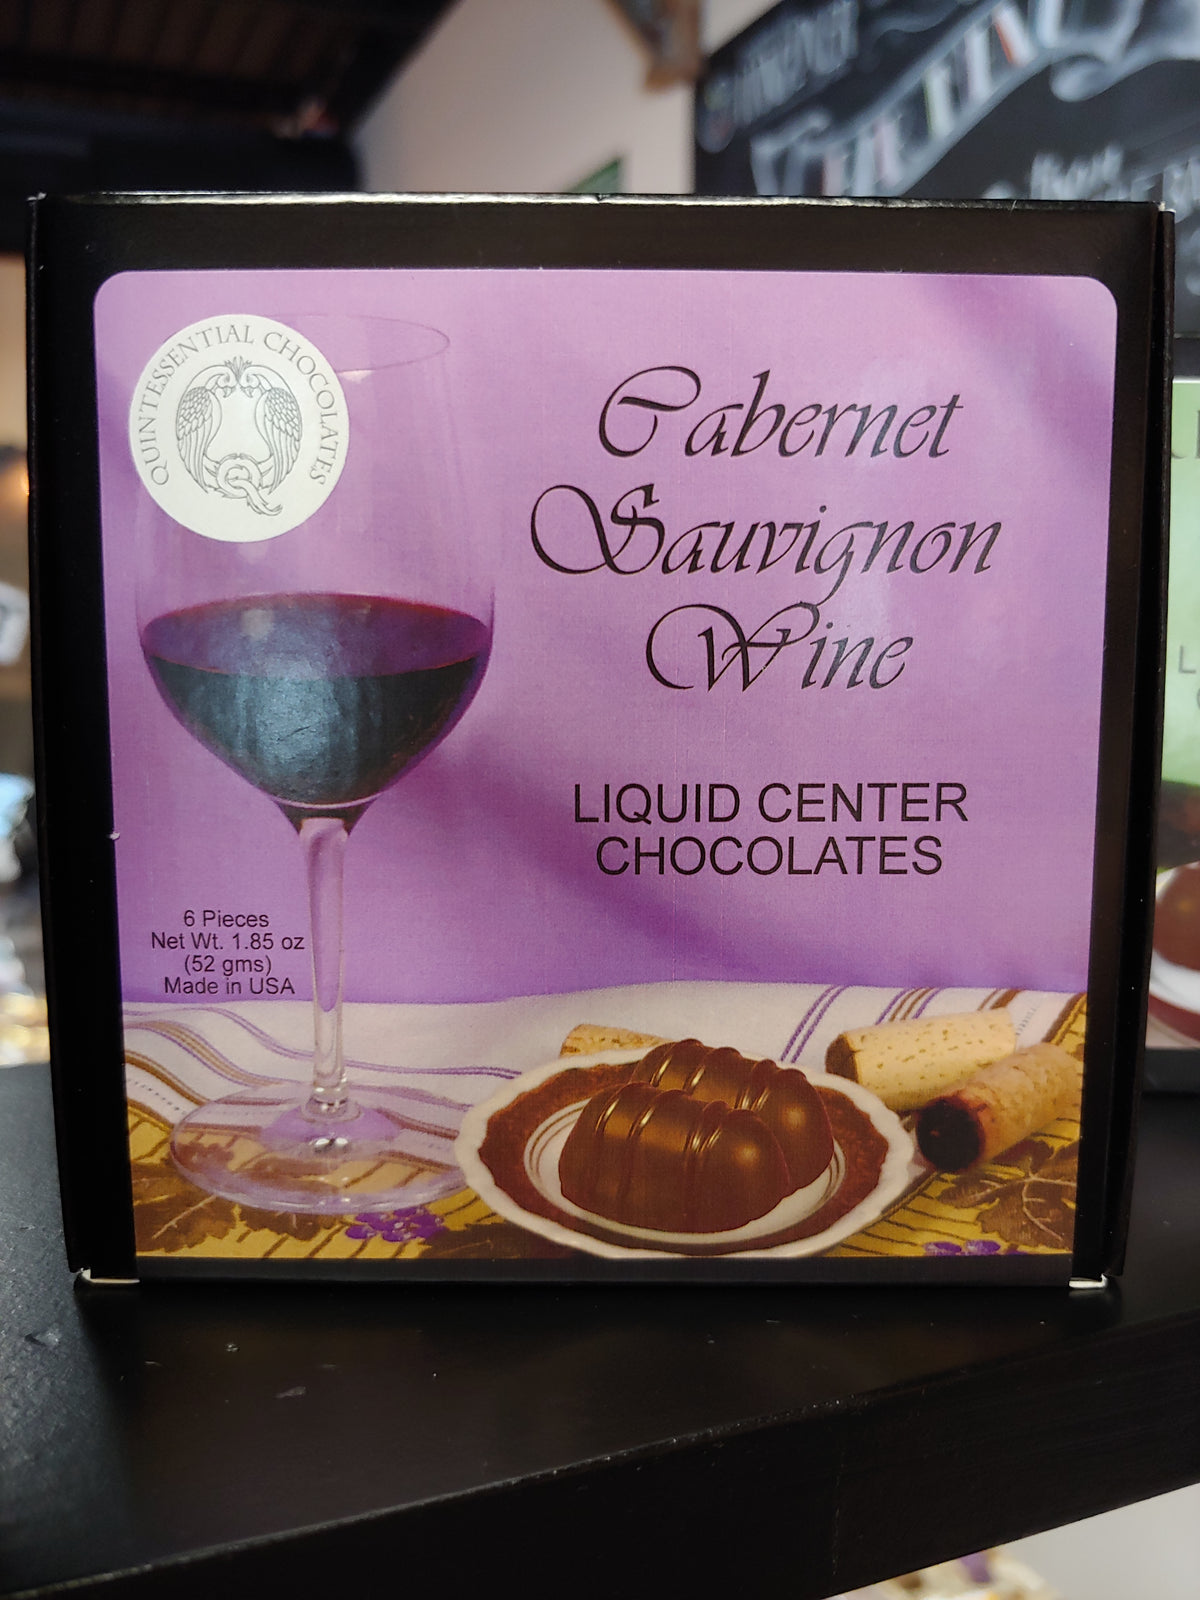 QUINTESSENTIAL CHOCOLATES
Q
Cabernet
Sauvignon
Wine
LIQUID CENTER
CHOCOLATES
6 Pieces
Net Wt. 1.85 oz
(52 gms)
Made in USA